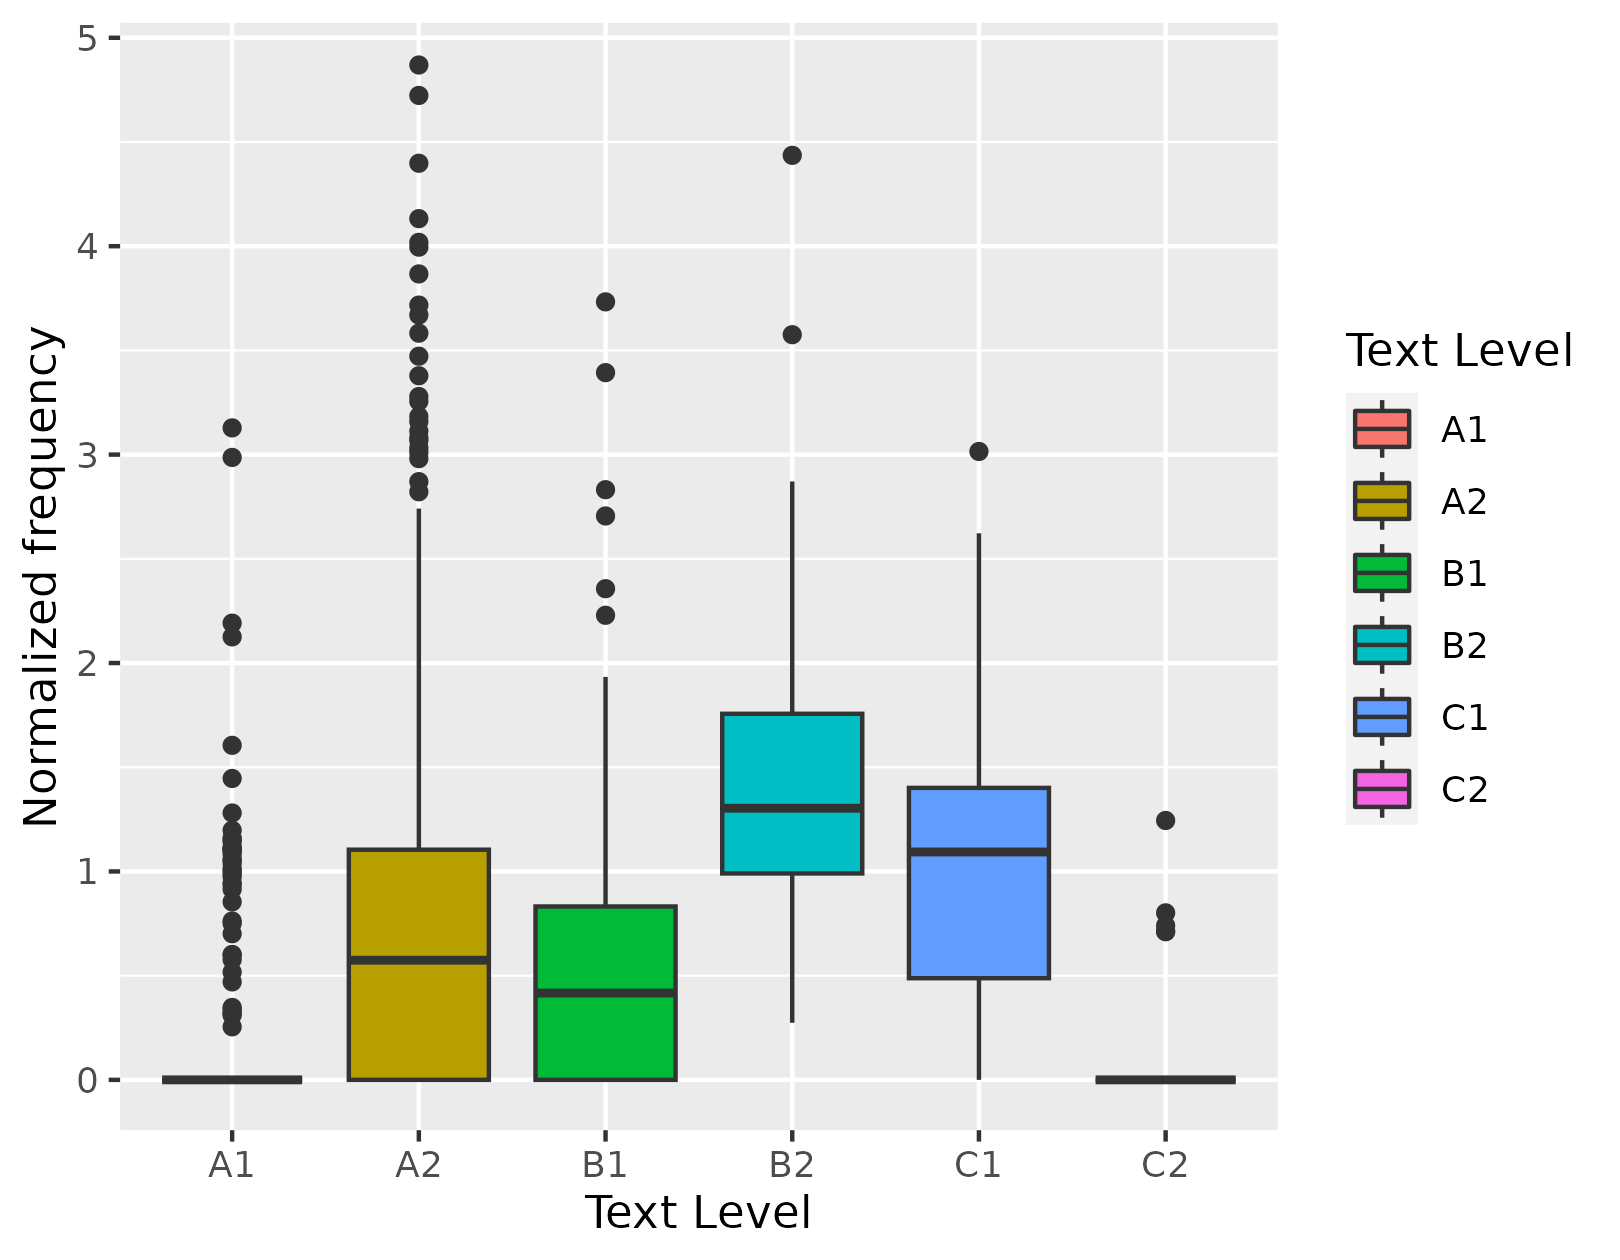 5
4
3
2
1
0
Normalized frequency
A1 A2 B1 B2 C1 C2
Text Level
Text Level
A1
A2
B1
B2
C1
C2